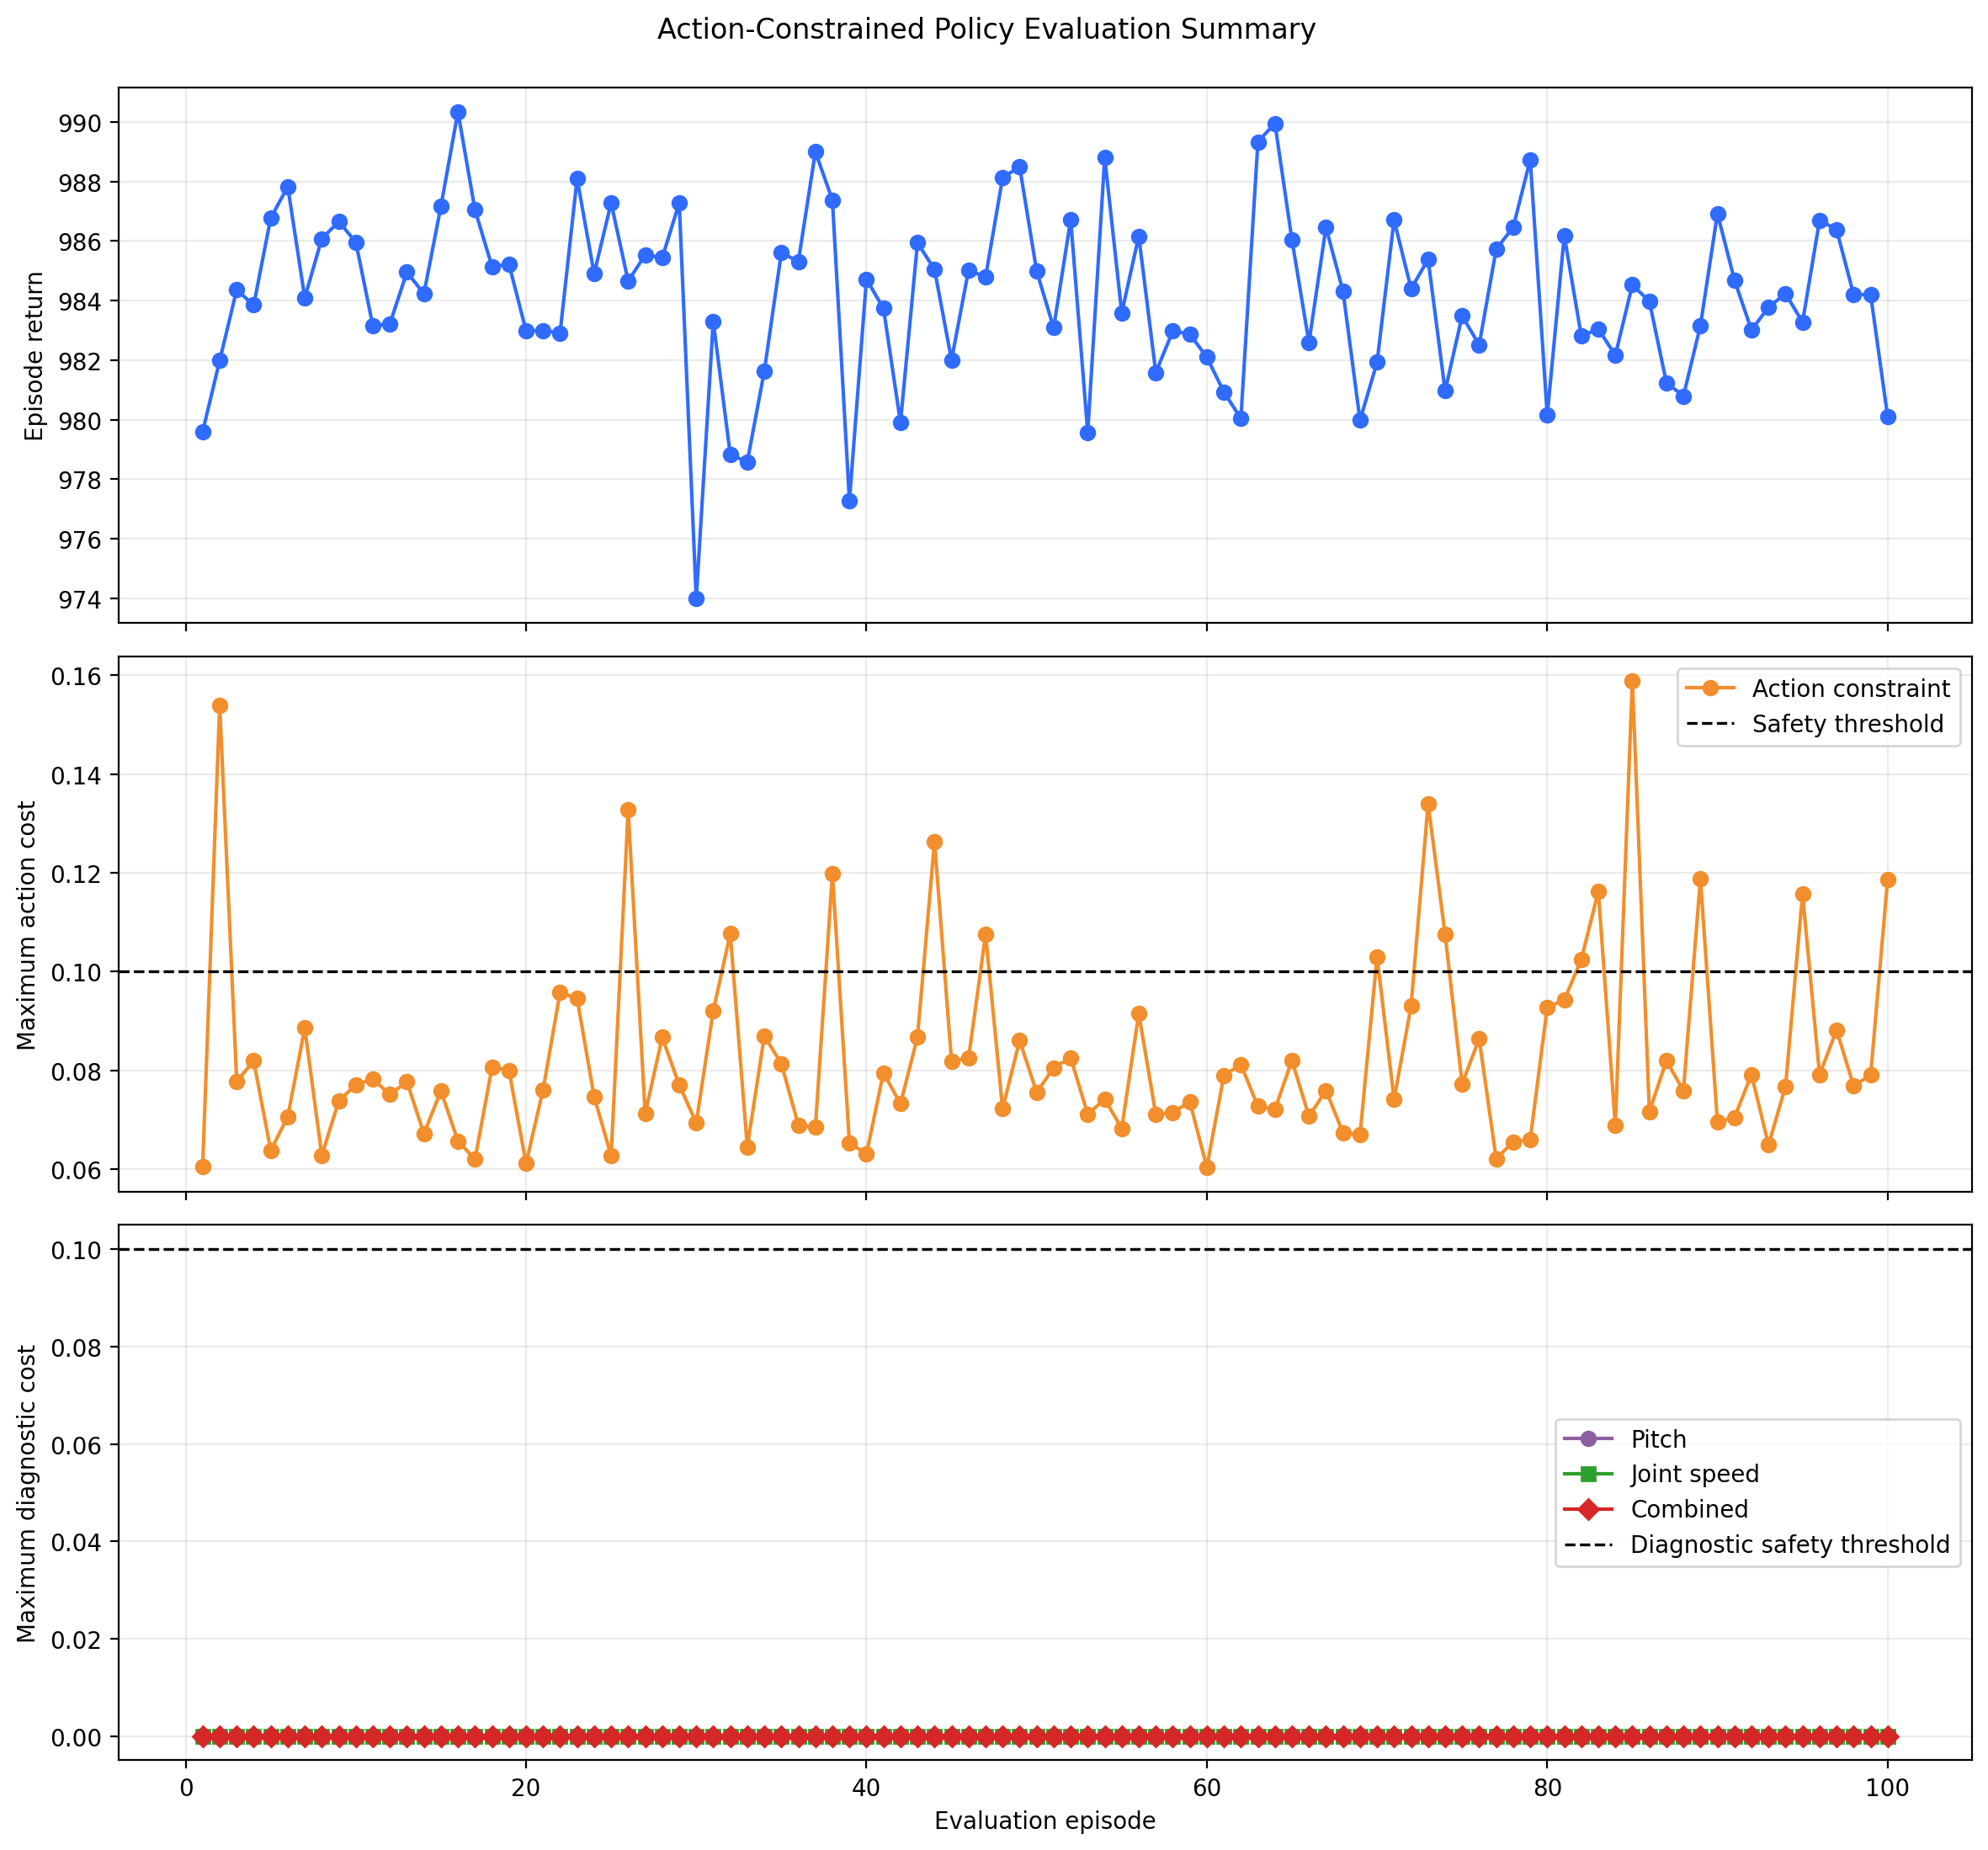 Action-Constrained Policy Evaluation Summary
Episode return
990
988
986
984
982
980
978
976
974
Maximum action cost
0.16
0.14
0.12
0.10
0.08
0.06
Action constraint
Safety threshold
Maximum diagnostic cost
0.10
0.08
0.06
0.04
0.02
0.00
Pitch
Joint speed
Combined
Diagnostic safety threshold
0 20 40 60 80 100
Evaluation episode